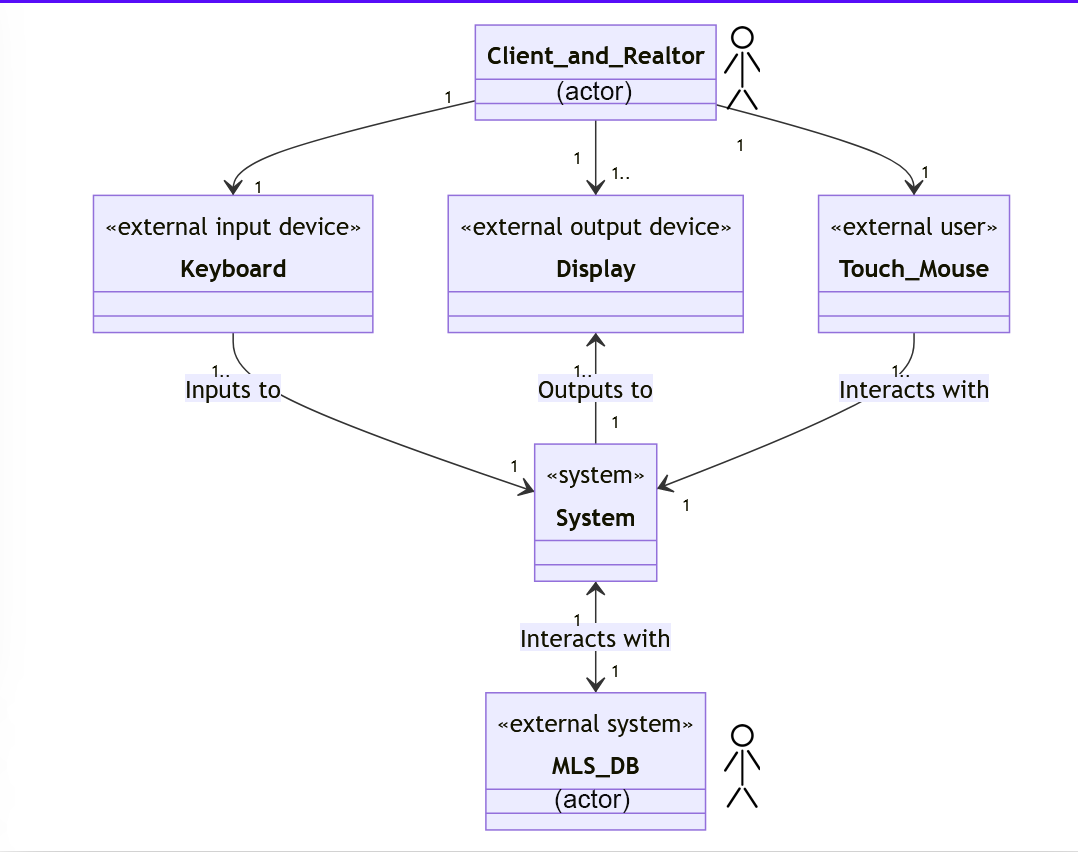 Client_and_Realtor
(actor)
1
1
1
1..
1
1
«external input device»
Keyboard
«external output device»
Display
«external user»
Touch_Mouse
1..
Inputs to
1
1..
Outputs to
1
1..
Interacts with
1
«system»
System
1
Interacts with
1
«external system»
MLS_DB
(actor)